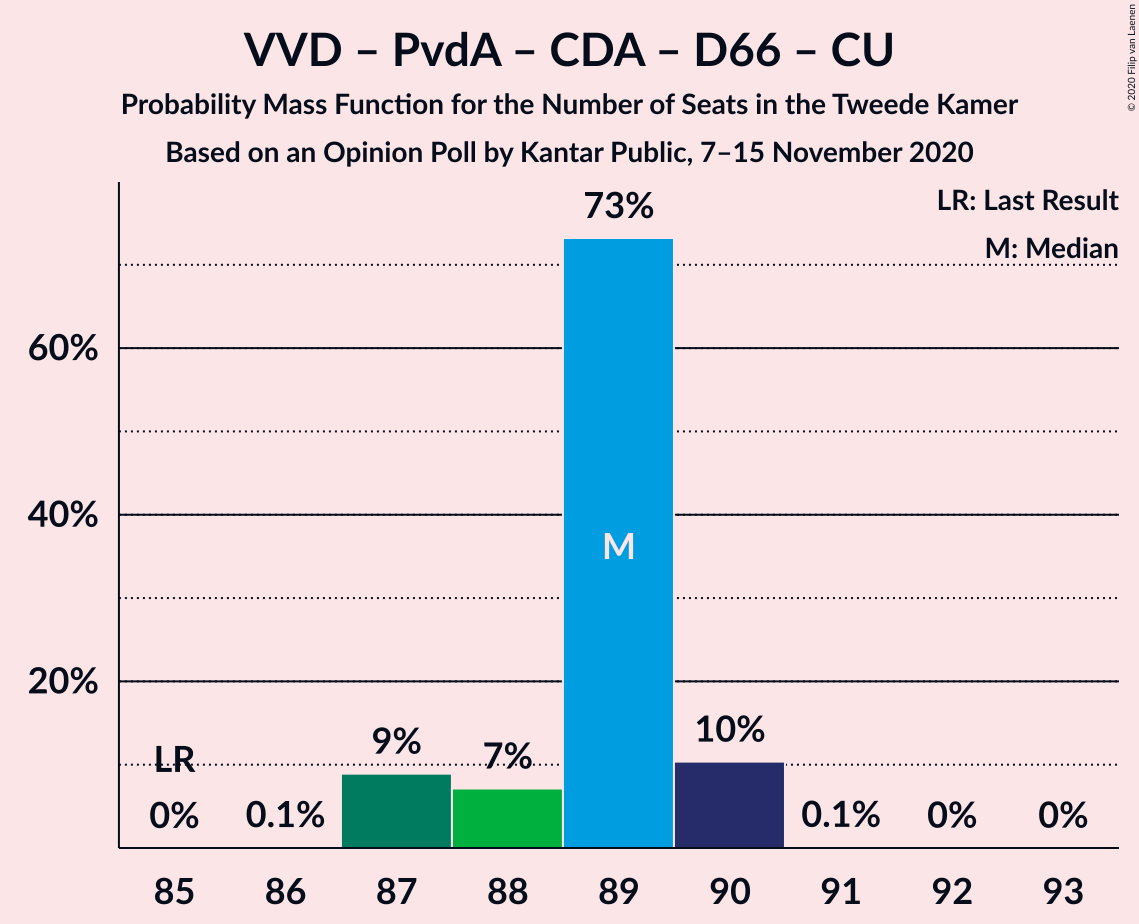 VVD – PvdA – CDA – D66 – CU
Probability Mass Function for the Number of Seats in the Tweede Kamer
Based on an Opinion Poll by Kantar Public, 7–15 November 2020
© 2020 Filip van Laenen
LR: Last Result
M: Median
73%
60%
40%
M
20%
LR
9%
7%
10%
0%
0.1%
0.1%
0%
0%
85 86 87 88 89 90 91 92 93